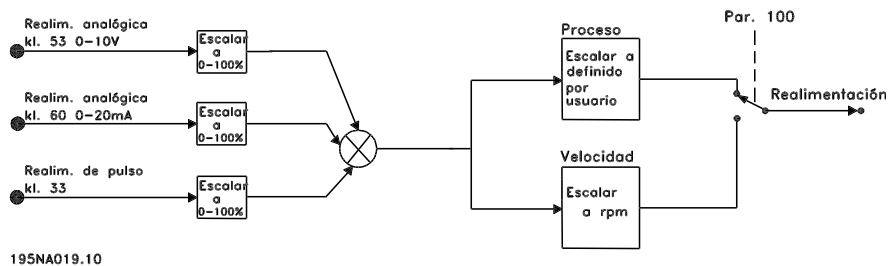 Realim. analógica
kl. 53 0-10V
Escalar
a
0-100%
Realim. analógica
kl. 60 0-20mA
Escalar
a
0-100%
Realim. de pulso
kl. 33
Escalar
a
0-100%
Proceso
Escalar a
definido
por
usuario
Velocidad
Escalar
a rpm
Par. 100
Realimentación
195NA019.10